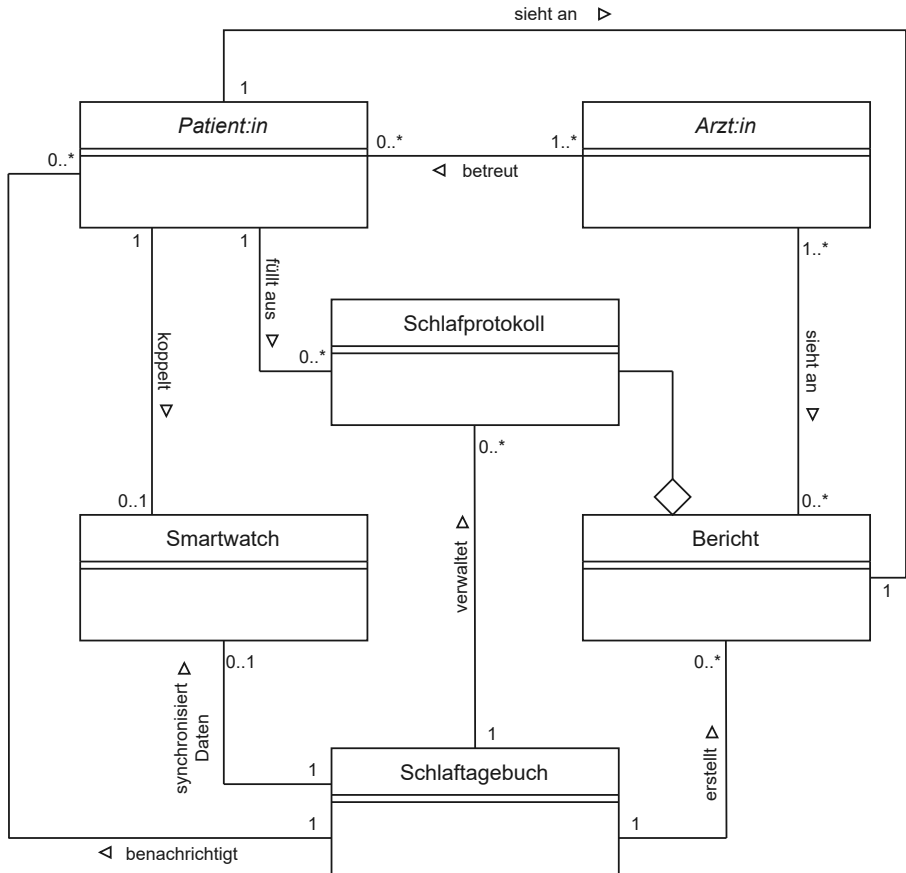 sieht an
1
Patient:in
Arzt:in
0..*
0..*
1..*
betreut
1
1
1..*
füllt aus
Schlafprotokoll
koppelt
0..*
sieht an
0..*
0..1
0..*
Smartwatch
Bericht
verwaltet
1
0..1
0..*
synchronisiert
Daten
erstellt
1
1
Schlaftagebuch
1
1
benachrichtigt